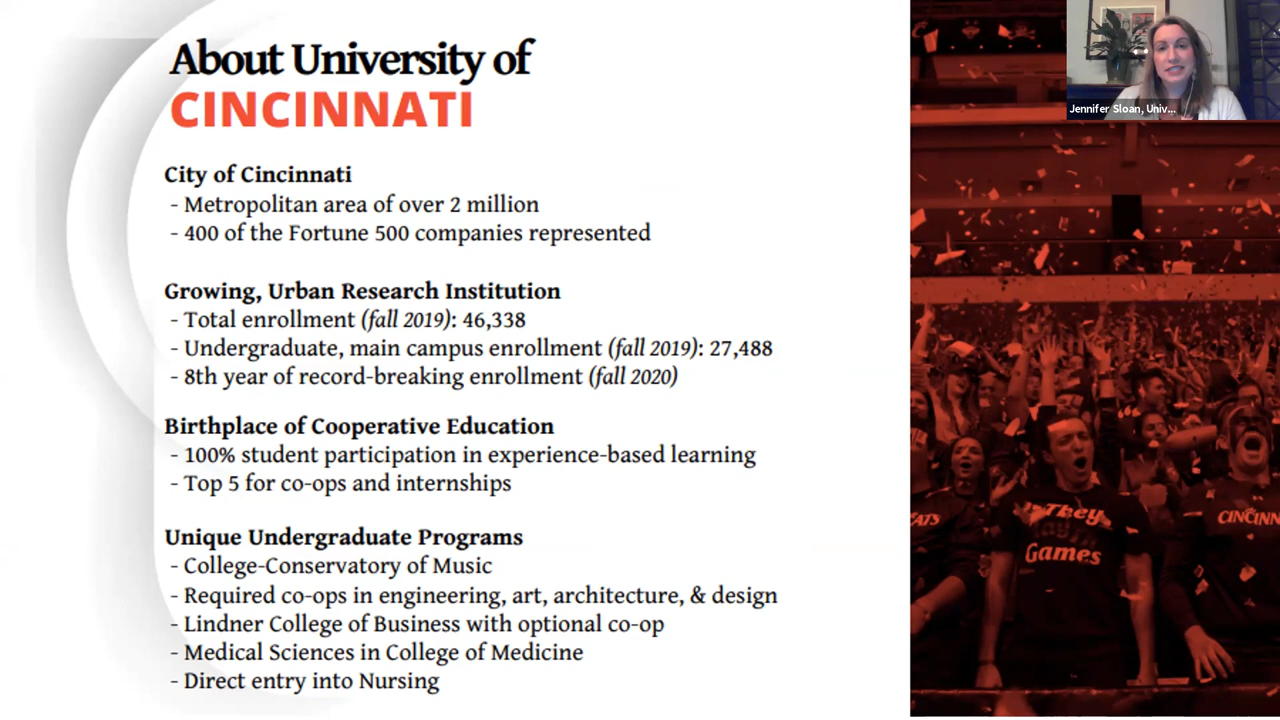 About University of
CINCINNATI
City of Cincinnati
- Metropolitan area of over 2 million
- 400 of the Fortune 500 companies represented
Growing, Urban Research Institution
- Total enrollment (fall 2019): 46,338
- Undergraduate, main campus enrollment (fall 2019): 27,488
- 8th year of record-breaking enrollment (fall 2020)
Birthplace of Cooperative Education
- 100% student participation in experience-based learning
- Top 5 for co-ops and internships
Unique Undergraduate Programs
- College-Conservatory of Music
- Required co-ops in engineering, art, architecture, & design
- Lindner College of Business with optional co-op
- Medical Sciences in College of Medicine
- Direct entry into Nursing
Jennifer Sloan, Univ...
They
Games
CINCINN